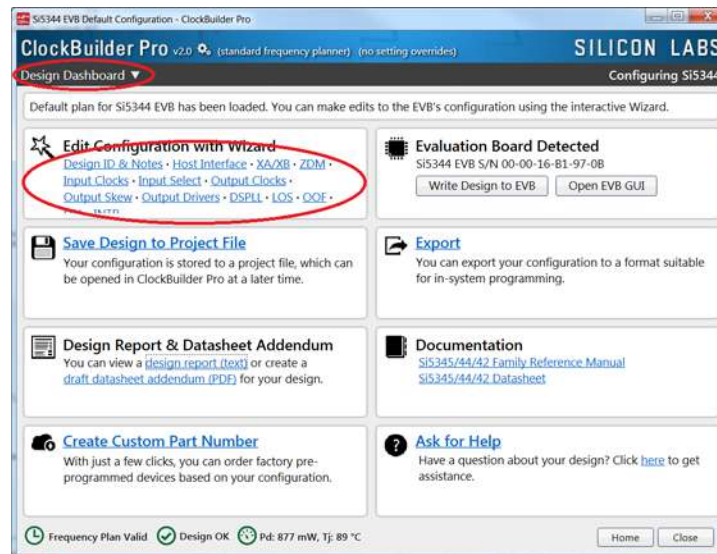 Si5344 EVB Default Configuration - ClockBuilder Pro
ClockBuilder Pro v2.0 (standard frequency planner) (no setting overrides)
SILICON LABS
Design Dashboard ▼
Configuring Si5344
Default plan for Si5344 EVB has been loaded. You can make edits to the EVB's configuration using the interactive Wizard.
Edit Configuration with Wizard
Design ID & Notes · Host Interface · XA/XB · ZDM ·
Input Clocks · Input Select · Output Clocks ·
Output Skew · Output Drivers · DSPLL · LOS · OOF ·
INTR
Evaluation Board Detected
Si5344 EVB S/N 00-00-16-B1-97-0B
Write Design to EVB
Open EVB GUI
Save Design to Project File
Your configuration is stored to a project file, which can
be opened in ClockBuilder Pro at a later time.
Export
You can export your configuration to a format suitable
for in-system programming.
Design Report & Datasheet Addendum
You can view a design report (text) or create a
draft datasheet addendum (PDF) for your design.
Documentation
Si5345/44/42 Family Reference Manual
Si5345/44/42 Datasheet
Create Custom Part Number
With just a few clicks, you can order factory pre-
programmed devices based on your configuration.
Ask for Help
Have a question about your design? Click here to get
assistance.
Frequency Plan Valid
Design OK
Pd: 877 mW, Tj: 89 °C
Home
Close